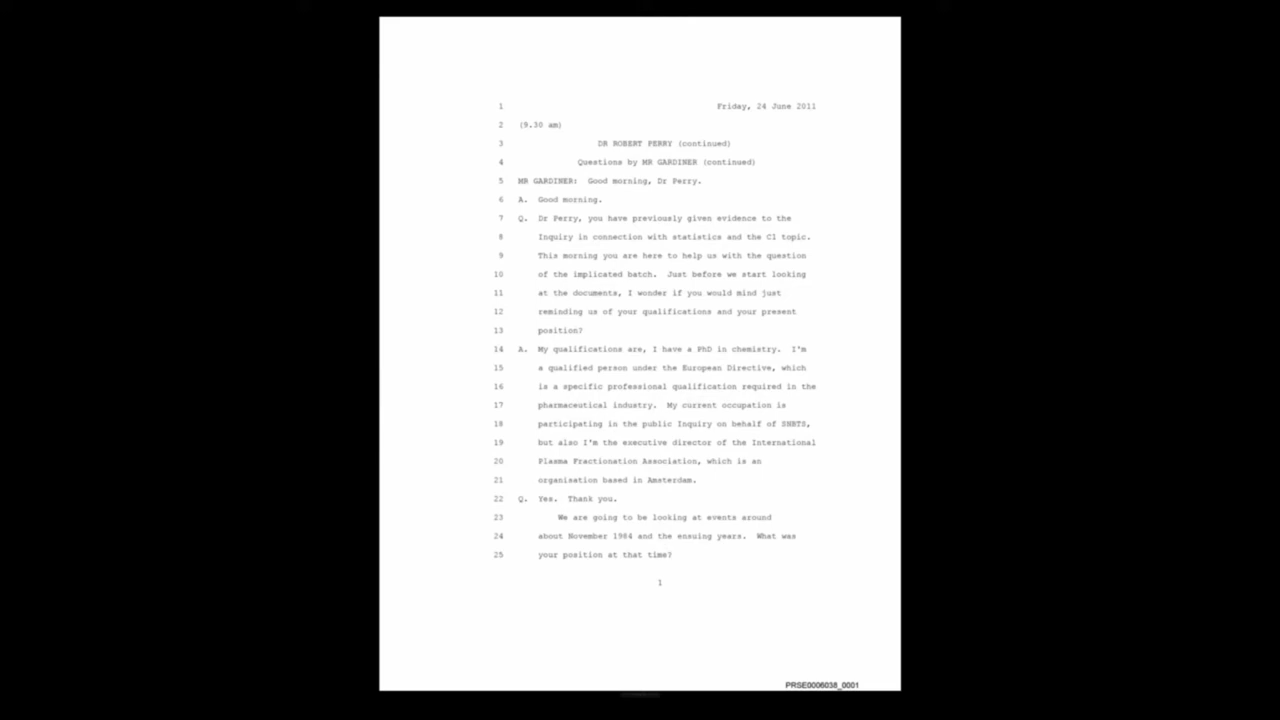 1 Friday, 24 June 2011
2 (9.30 am)
3 DR ROBERT PERRY (continued)
4 Questions by MR GARDINER (continued)
5 MR GARDINER: Good morning, Dr Perry.
6 A. Good morning.
7 Q. Dr Perry, you have previously given evidence to the
8 Inquiry in connection with statistics and the C1 topic.
9 This morning you are here to help us with the question
10 of the implicated batch. Just before we start looking
11 at the documents, I wonder if you would mind just
12 reminding us of your qualifications and your present
13 position?
14 A. My qualifications are, I have a PhD in chemistry. I'm
15 a qualified person under the European Directive, which
16 is a specific professional qualification required in the
17 pharmaceutical industry. My current occupation is
18 participating in the public Inquiry on behalf of SNBTS,
19 but also I'm the executive director of the International
20 Plasma Fractionation Association, which is an
21 organisation based in Amsterdam.
22 Q. Yes. Thank you.
23 We are going to be looking at events around
24 about November 1984 and the ensuing years. What was
25 your position at that time?
1
PRSE0006038_0001